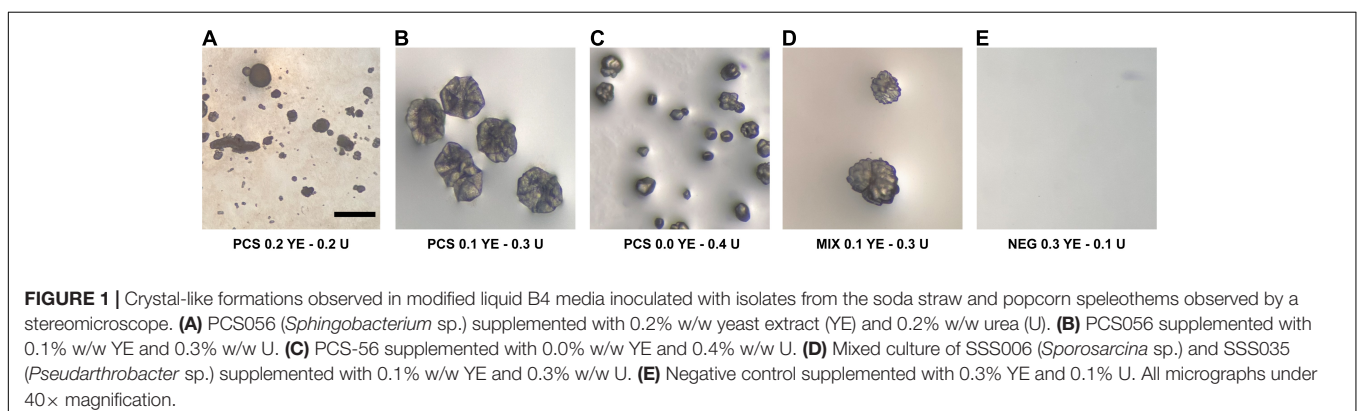 A B C D E
PCS 0.2 YE - 0.2 U PCS 0.1 YE - 0.3 U PCS 0.0 YE - 0.4 U MIX 0.1 YE - 0.3 U NEG 0.3 YE - 0.1 U
FIGURE 1 | Crystal-like formations observed in modified liquid B4 media inoculated with isolates from the soda straw and popcorn speleothems observed by a
stereomicroscope. (A) PCS056 (Sphingobacterium sp.) supplemented with 0.2% w/w yeast extract (YE) and 0.2% w/w urea (U). (B) PCS056 supplemented with
0.1% w/w YE and 0.3% w/w U. (C) PCS-56 supplemented with 0.0% w/w YE and 0.4% w/w U. (D) Mixed culture of SSS006 (Sporosarcina sp.) and SSS035
(Pseudarthrobacter sp.) supplemented with 0.1% w/w YE and 0.3% w/w U. (E) Negative control supplemented with 0.3% YE and 0.1% U. All micrographs under
40× magnification.